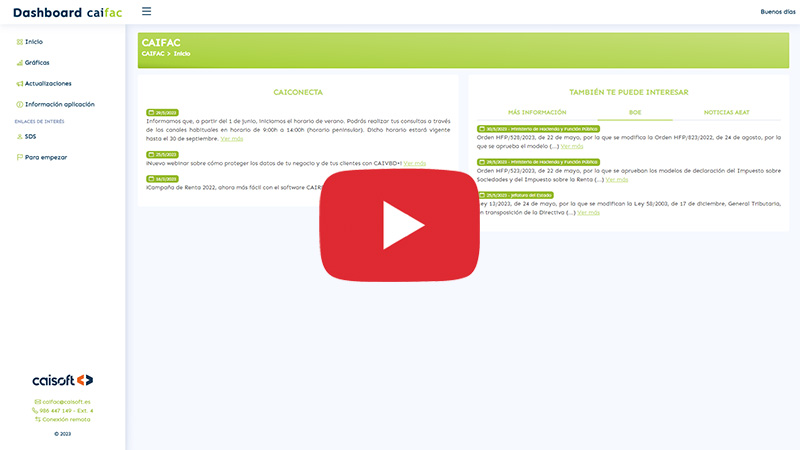 Dashboard caifac
Buenos días
Inicio
Gráficas
Actualizaciones
Información aplicación
ENLACES DE INTERÉS
SDS
Para empezar
caisoft
caifac@caisoft.es
986 447 149 - Ext. 4
Conexión remota
© 2023
CAIFAC
CAIFAC > Inicio
CAICONECTA
29/5/2023
Informamos que, a partir del 1 de junio, iniciamos el horario de verano. Podrás realizar tus consultas a través
de los canales habituales en horario de 9:00h a 14:00h (horario peninsular). Dicho horario estará vigente
hasta el 30 de septiembre. Ver más
25/5/2023
¡Nuevo webinar sobre cómo proteger los datos de tu negocio y de tus clientes con CAIVBD+! Ver más
¡Campaña de Renta 2022, ahora más fácil con el software
TAMBIÉN TE PUEDE INTERESAR
MÁS INFORMACIÓN
BOE
NOTICIAS AEAT
30/5/2023 - Ministerio de Hacienda y Función Pública
Orden HFP/528/2023, de 22 de mayo, por la que se modifica la Orden HFP/823/2022, de 24 de agosto, por la
que se aprueba el modelo (...) Ver más
29/5/2023 - Ministerio de Hacienda y Función Pública
Orden HFP/523/2023, de 22 de mayo, por la que se aprueban los modelos de declaración del Impuesto sobre
Sociedades y del Impuesto sobre la Renta (...) Ver más
25/5/2023 - Jefatura del Estado
Ley 13/2023, de 24 de mayo, por la que se modifican la Ley 58/2003, de 17 de diciembre, General Tributaria,
en transposición de la Directiva (...) Ver más